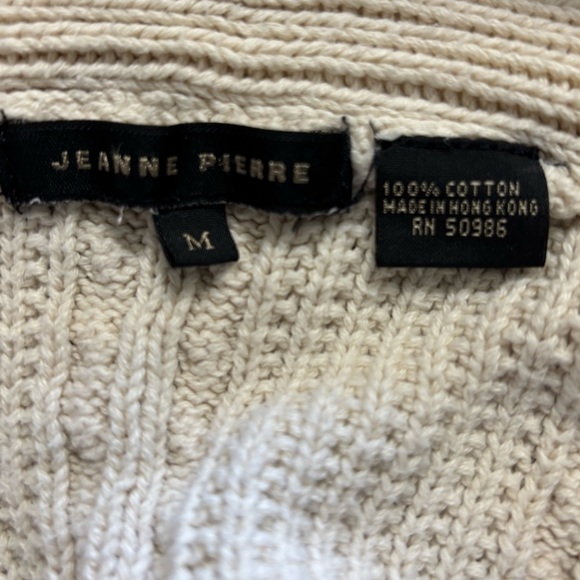 JEANNE PIERRE
M
100% COTTON
MADE IN HONG KONG
RN 50986